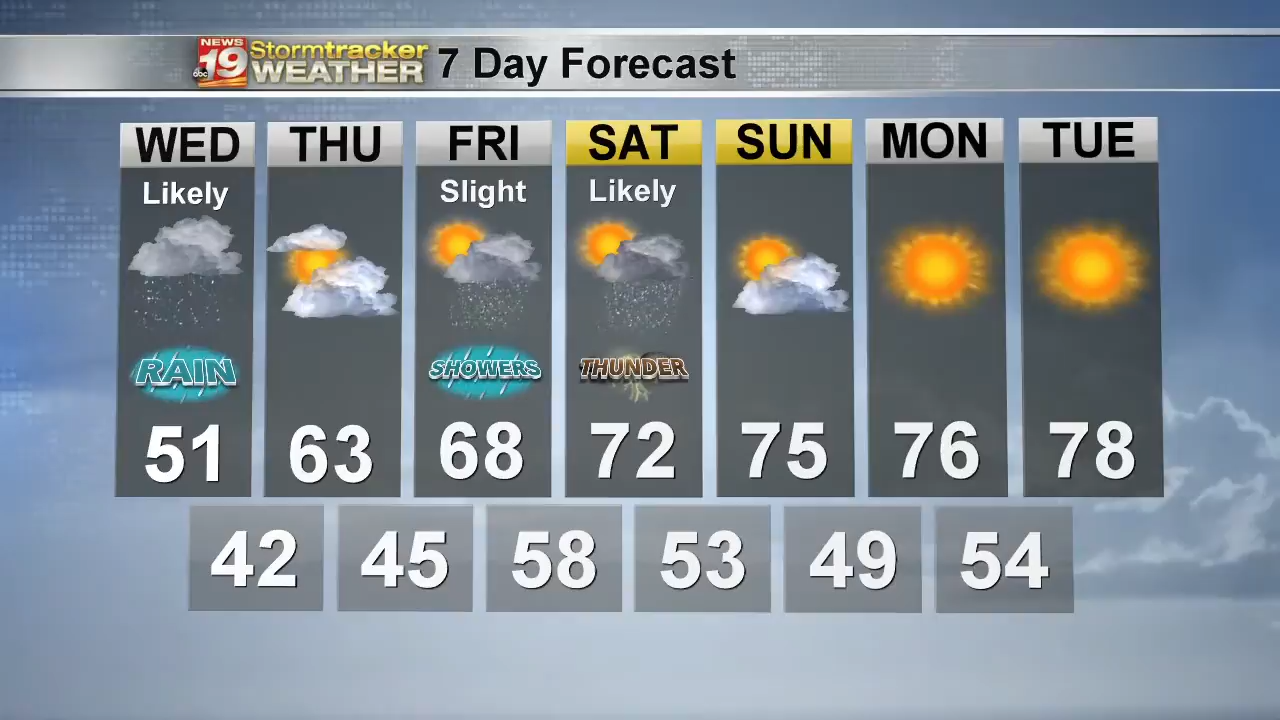 NEWS
abc 19
Stormtracker
WEATHER
7 Day Forecast
WED THU FRI SAT SUN MON TUE
Likely Slight Likely
RAIN SHOWERS THUNDER
51 63 68 72 75 76 78
42 45 58 53 49 54